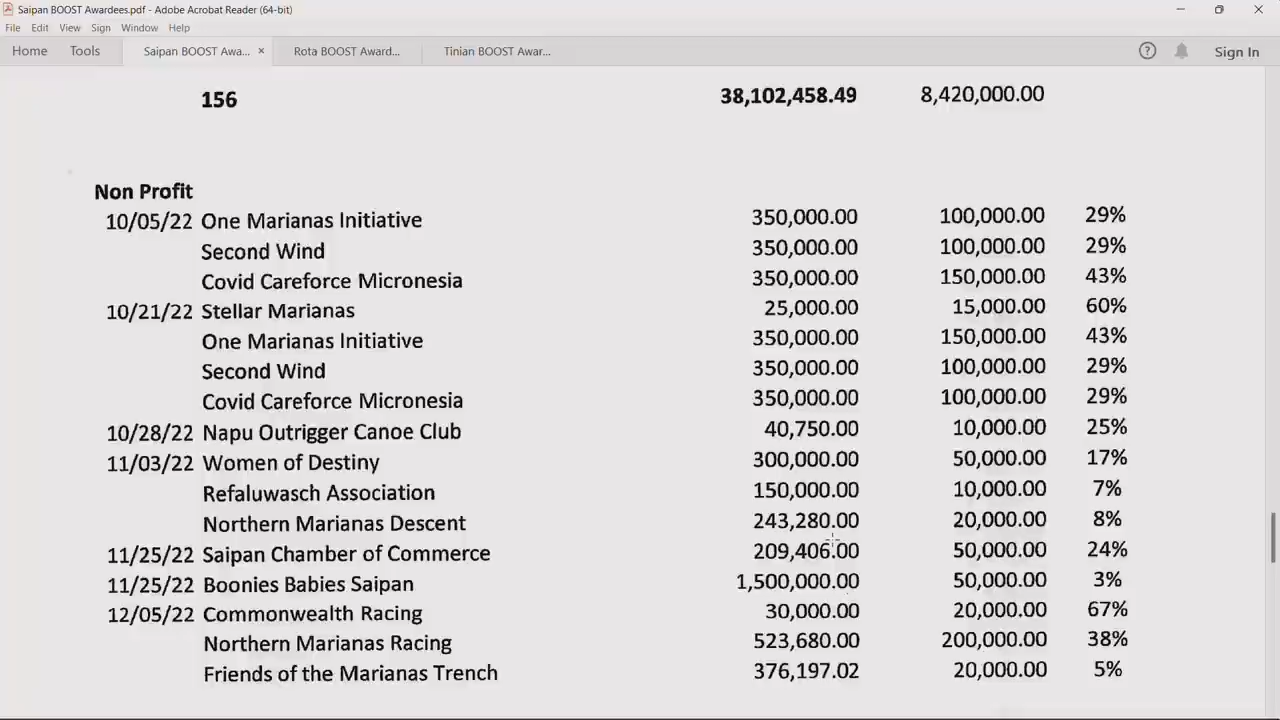 Saipan BOOST Awardees.pdf - Adobe Acrobat Reader (64-bit)
File Edit View Sign Window Help
Home Tools Saipan BOOST Awa... × Rota BOOST Award... Tinian BOOST Awar... Sign In
156 38,102,458.49 8,420,000.00
Non Profit
10/05/22 One Marianas Initiative 350,000.00 100,000.00 29%
Second Wind 350,000.00 100,000.00 29%
Covid Careforce Micronesia 350,000.00 150,000.00 43%
10/21/22 Stellar Marianas 25,000.00 15,000.00 60%
One Marianas Initiative 350,000.00 150,000.00 43%
Second Wind 350,000.00 100,000.00 29%
Covid Careforce Micronesia 350,000.00 100,000.00 29%
10/28/22 Napu Outrigger Canoe Club 40,750.00 10,000.00 25%
11/03/22 Women of Destiny 300,000.00 50,000.00 17%
Refaluwasch Association 150,000.00 10,000.00 7%
Northern Marianas Descent 243,280.00 20,000.00 8%
11/25/22 Saipan Chamber of Commerce 209,406.00 50,000.00 24%
11/25/22 Boonies Babies Saipan 1,500,000.00 50,000.00 3%
12/05/22 Commonwealth Racing 30,000.00 20,000.00 67%
Northern Marianas Racing 523,680.00 200,000.00 38%
Friends of the Marianas Trench 376,197.02 20,000.00 5%